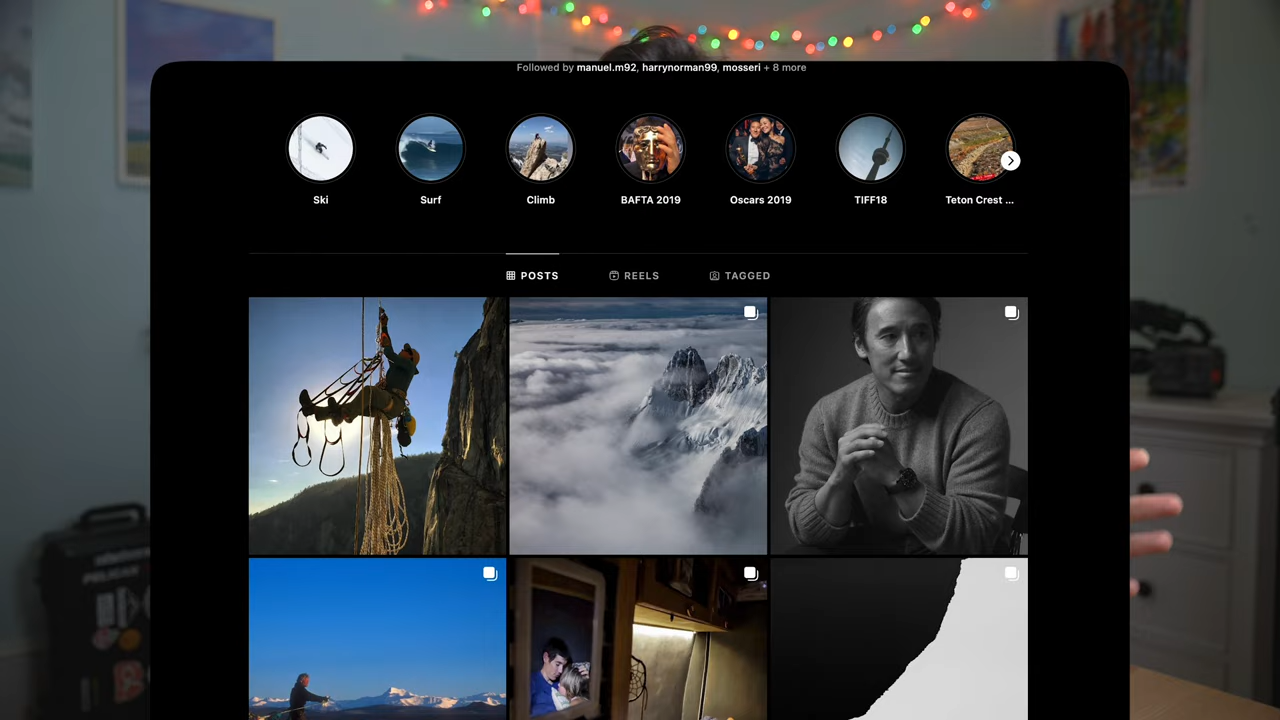 Followed by manuel.m92, harrynorman99, mosseri + 8 more
Ski
Surf
Climb
BAFTA 2019
Oscars 2019
TIFF18
Teton Crest ...
POSTS
REELS
TAGGED
PELICAN